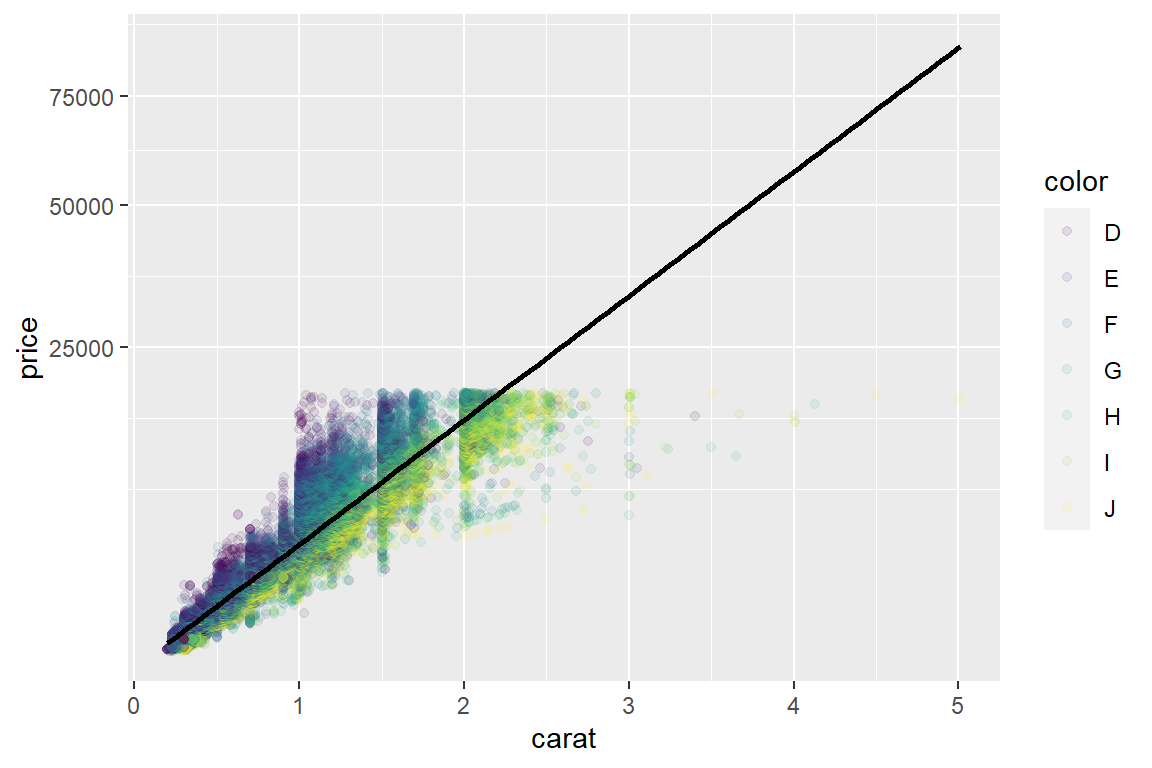 75000
50000
25000
price
0 1 2 3 4 5
carat
color
D
E
F
G
H
I
J